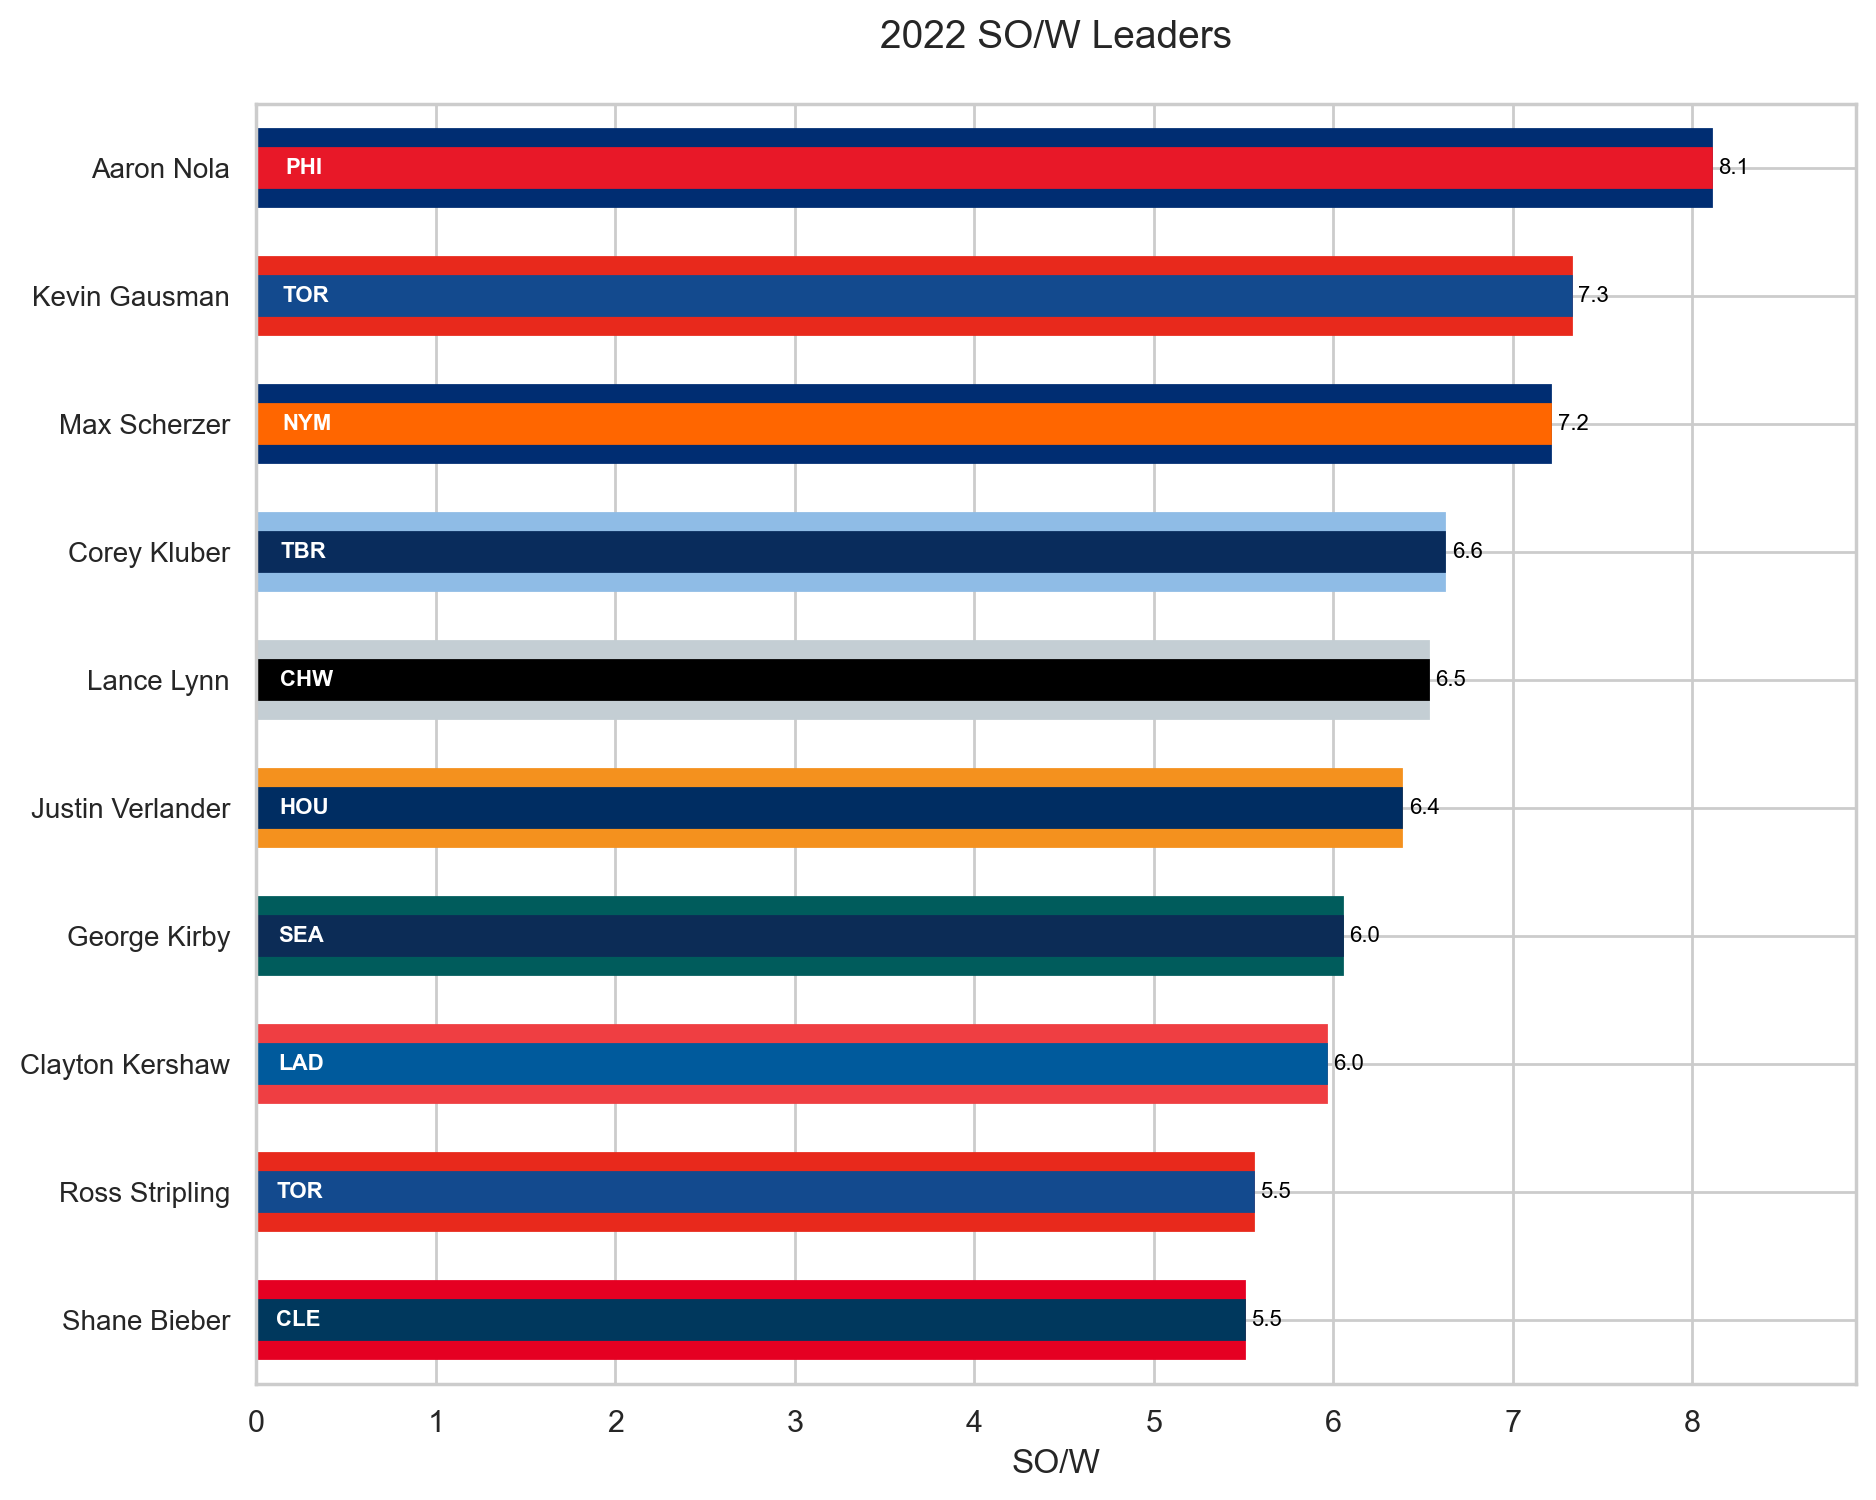 2022 SO/W Leaders
Aaron Nola PHI 8.1
Kevin Gausman TOR 7.3
Max Scherzer NYM 7.2
Corey Kluber TBR 6.6
Lance Lynn CHW 6.5
Justin Verlander HOU 6.4
George Kirby SEA 6.0
Clayton Kershaw LAD 6.0
Ross Stripling TOR 5.5
Shane Bieber CLE 5.5
0 1 2 3 4 5 6 7 8
SO/W